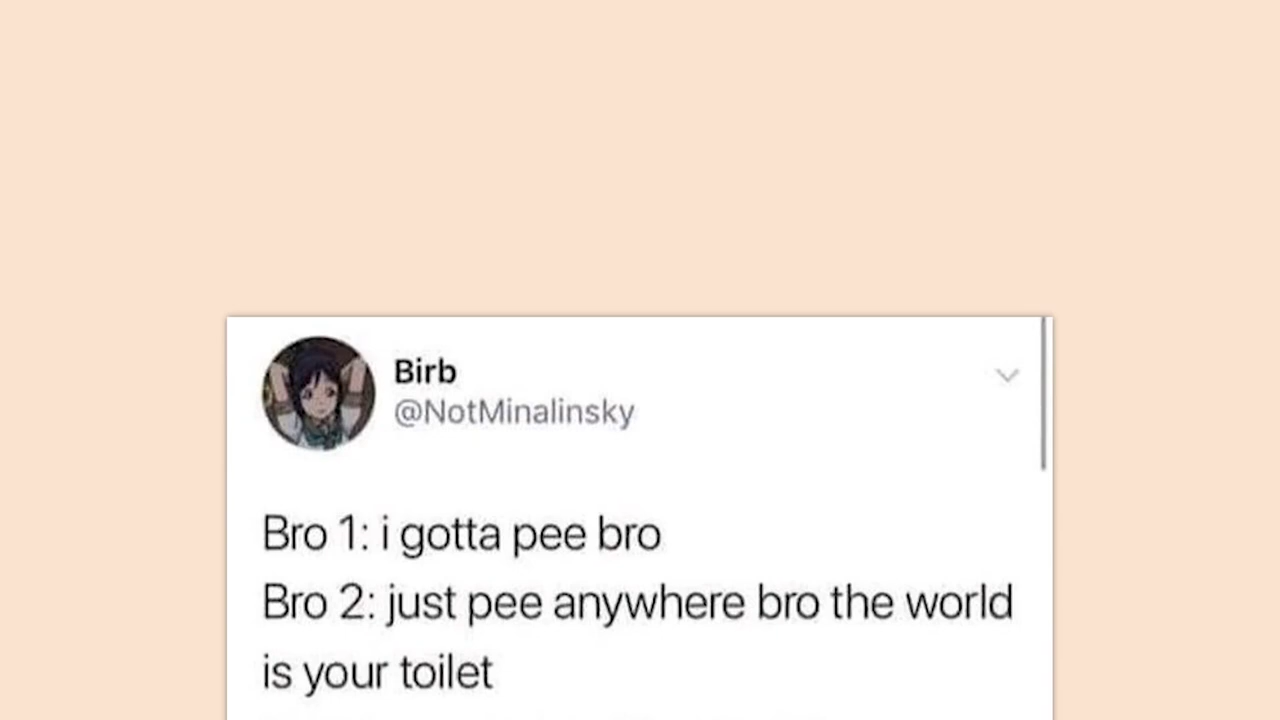 Birb
@NotMinalinsky
Bro 1: i gotta pee bro
Bro 2: just pee anywhere bro the world
is your toilet